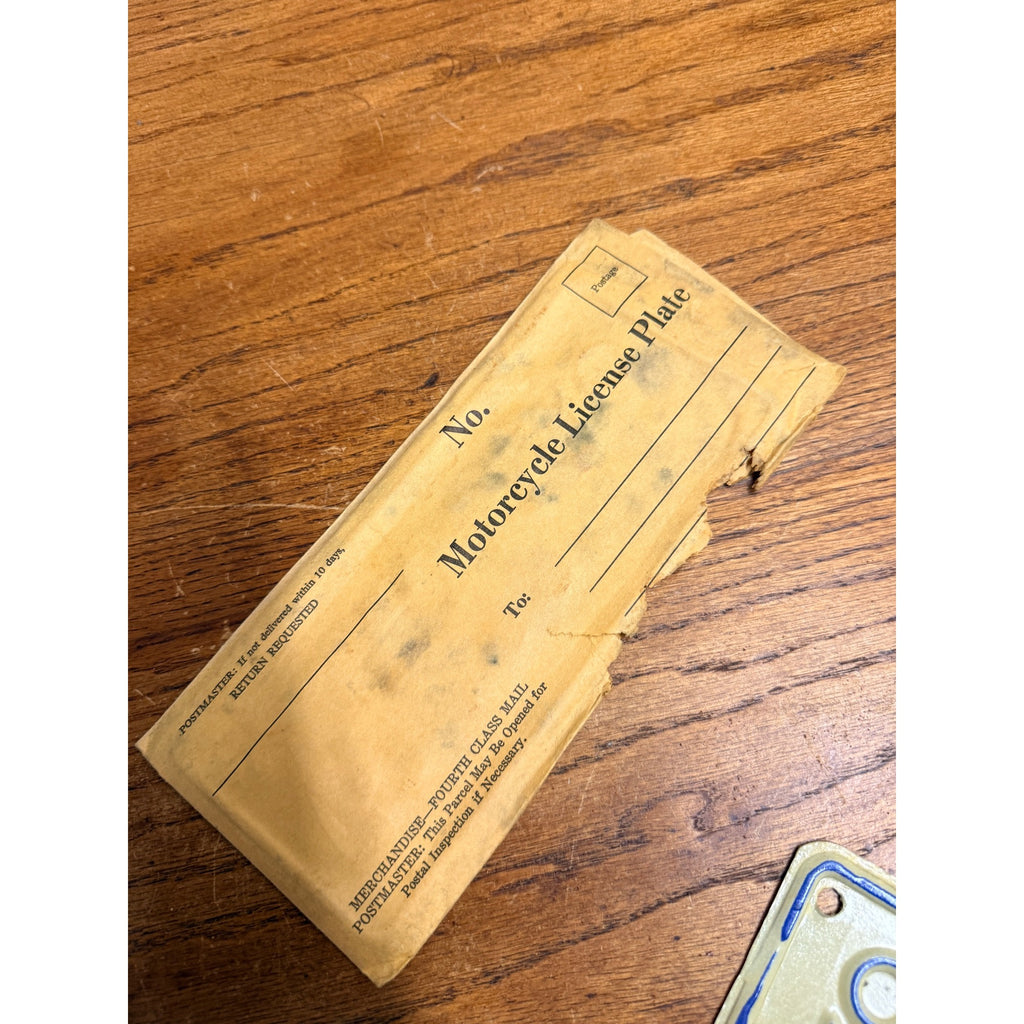 POSTMASTER: If not delivered within 10 days,
RETURN REQUESTED
Postage
No.
Motorcycle License Plate
To:
MERCHANDISE—FOURTH CLASS MAIL
POSTMASTER: This Parcel May Be Opened for
Postal Inspection if Necessary.